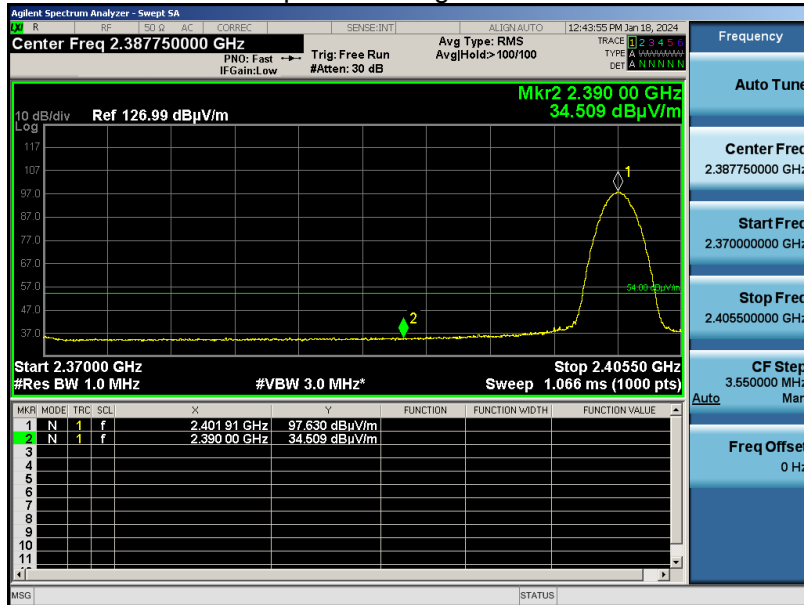 Agilent Spectrum Analyzer - Swept SA
LXI R RF 50 Ω AC CORREC SENSE:INT ALIGN AUTO 12:43:55 PM Jan 18, 2024
Center Freq 2.387750000 GHz
PNO: Fast
IFGain:Low
Trig: Free Run
#Atten: 30 dB
Avg Type: RMS
Avg|Hold:>100/100
TRACE 1 2 3 4 5 6
TYPE A WWWWW
DET A N N N N N
Mkr2 2.390 00 GHz
34.509 dBµV/m
10 dB/div Ref 126.99 dBµV/m
Log
117
107
97.0
87.0
77.0
67.0
57.0
47.0
37.0
1
2
54.00 dBµV/m
Start 2.37000 GHz Stop 2.40550 GHz
#Res BW 1.0 MHz #VBW 3.0 MHz* Sweep 1.066 ms (1000 pts)
MKR MODE TRC SCL X Y FUNCTION FUNCTION WIDTH FUNCTION VALUE
1 N 1 f 2.401 91 GHz 97.630 dBµV/m
2 N 1 f 2.390 00 GHz 34.509 dBµV/m
3
4
5
6
7
8
9
10
11
MSG STATUS
Frequency
Auto Tune
Center Freq
2.387750000 GHz
Start Freq
2.370000000 GHz
Stop Freq
2.405500000 GHz
CF Step
3.550000 MHz
Auto Man
Freq Offset
0 Hz